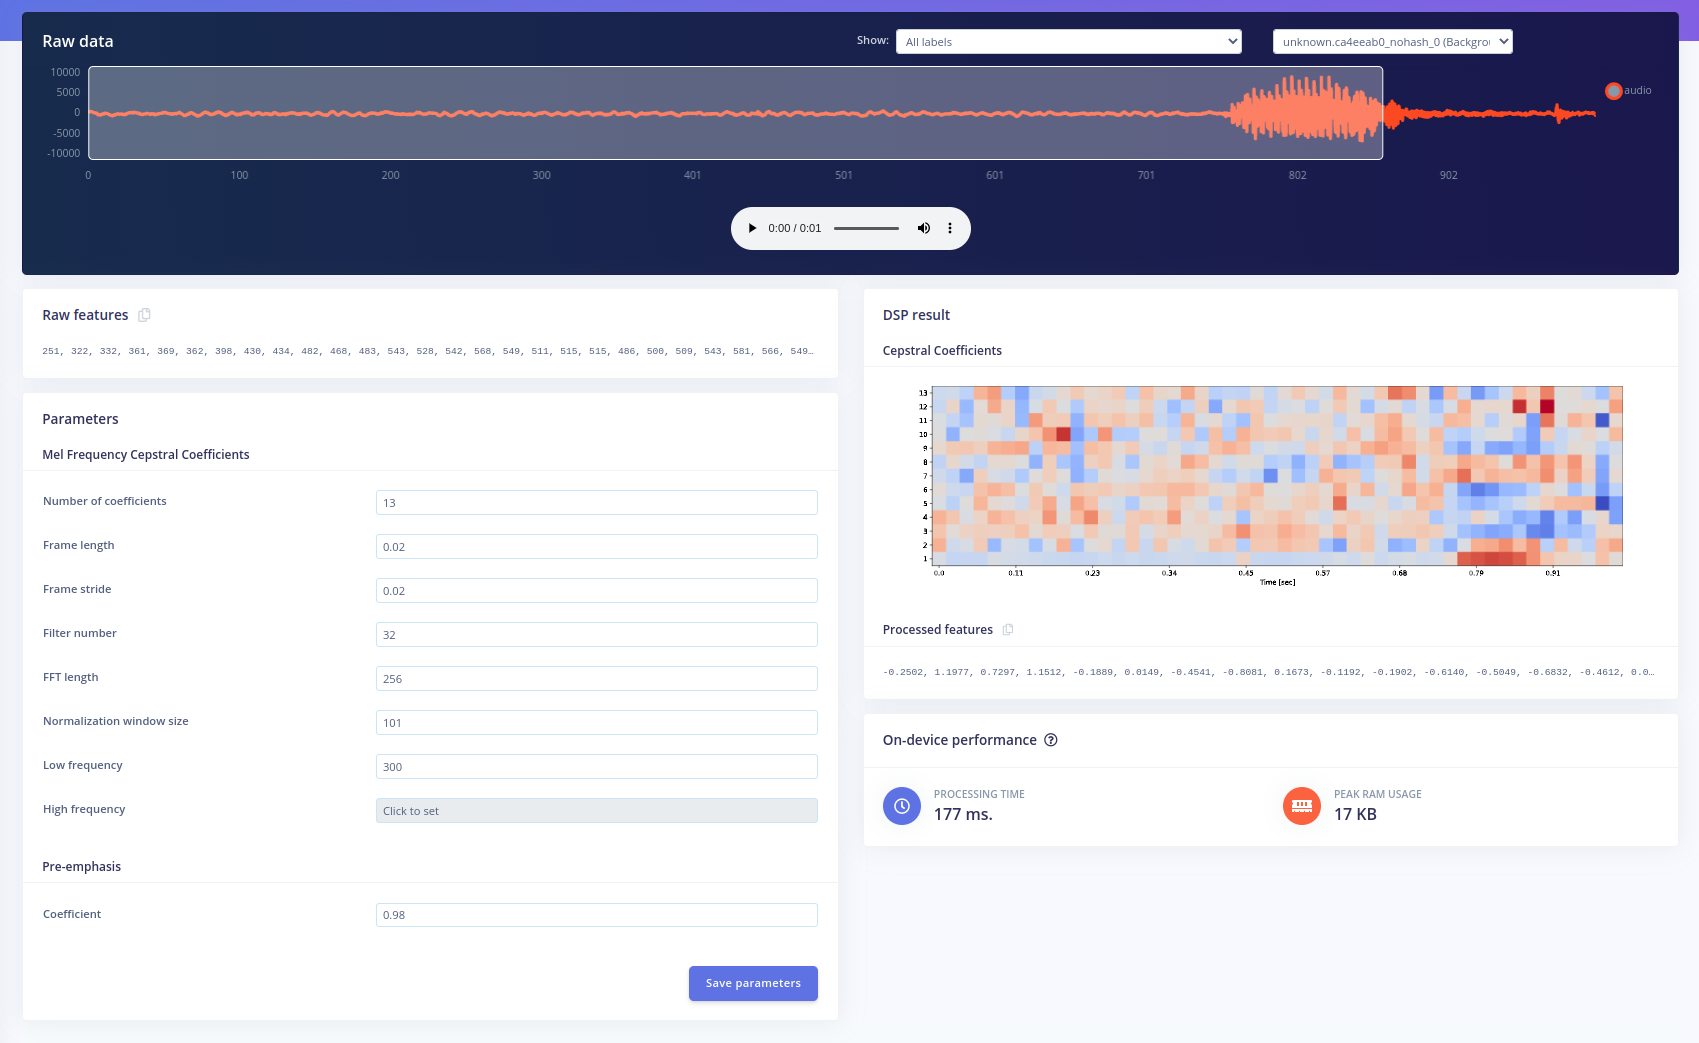 Raw data
Show: All labels unknown.ca4eeab0_nohash_0 (Backgrou
10000
5000
0
-5000
-10000
audio
0 100 200 300 401 501 601 701 802 902
0:00 / 0:01
Raw features
251, 322, 332, 361, 369, 362, 398, 430, 434, 482, 468, 483, 543, 528, 542, 568, 549, 511, 515, 515, 486, 500, 509, 543, 581, 566, 549…
Parameters
Mel Frequency Cepstral Coefficients
Number of coefficients 13
Frame length 0.02
Frame stride 0.02
Filter number 32
FFT length 256
Normalization window size 101
Low frequency 300
High frequency Click to set
Pre-emphasis
Coefficient 0.98
Save parameters
DSP result
Cepstral Coefficients
13
12
11
10
9
8
7
6
5
4
3
2
1
0.0 0.11 0.23 0.34 0.45 0.57 0.68 0.79 0.91
Time [sec]
Processed features
-0.2502, 1.1977, 0.7297, 1.1512, -0.1889, 0.0149, -0.4541, -0.8081, 0.1673, -0.1192, -0.1902, -0.6140, -0.5049, -0.6832, -0.4612, 0.0…
On-device performance
PROCESSING TIME
177 ms.
PEAK RAM USAGE
17 KB